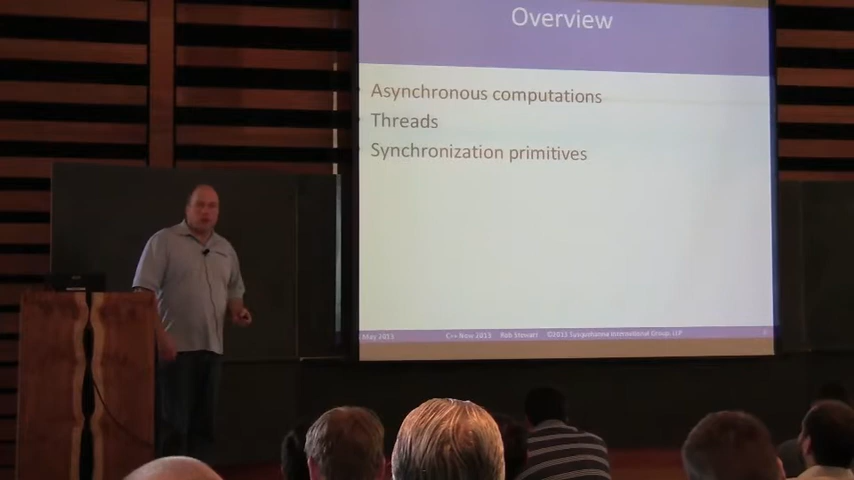 Overview
Asynchronous computations
Threads
Synchronization primitives
May 2013 C++ Now 2013 Rob Stewart ©2013 Susquehanna International Group, LLP